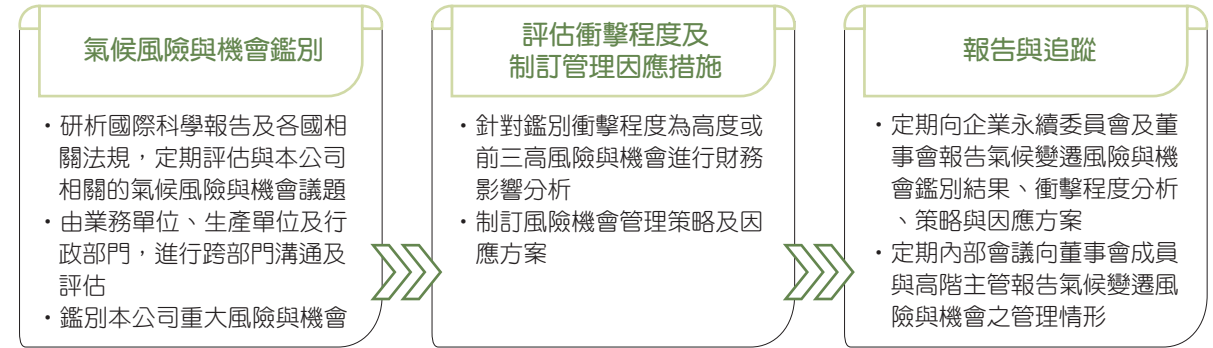 氣候風險與機會鑑別
・研析國際科學報告及各國相
關法規，定期評估與本公司
相關的氣候風險與機會議題
・由業務單位、生產單位及行
政部門，進行跨部門溝通及
評估
・鑑別本公司重大風險與機會
評估衝擊程度及
制訂管理因應措施
・針對鑑別衝擊程度為高度或
前三高風險與機會進行財務
影響分析
・制訂風險機會管理策略及因
應方案
報告與追蹤
・定期向企業永續委員會及董
事會報告氣候變遷風險與機
會鑑別結果、衝擊程度分析
、策略與因應方案
・定期內部會議向董事會成員
與高階主管報告氣候變遷風
險與機會之管理情形